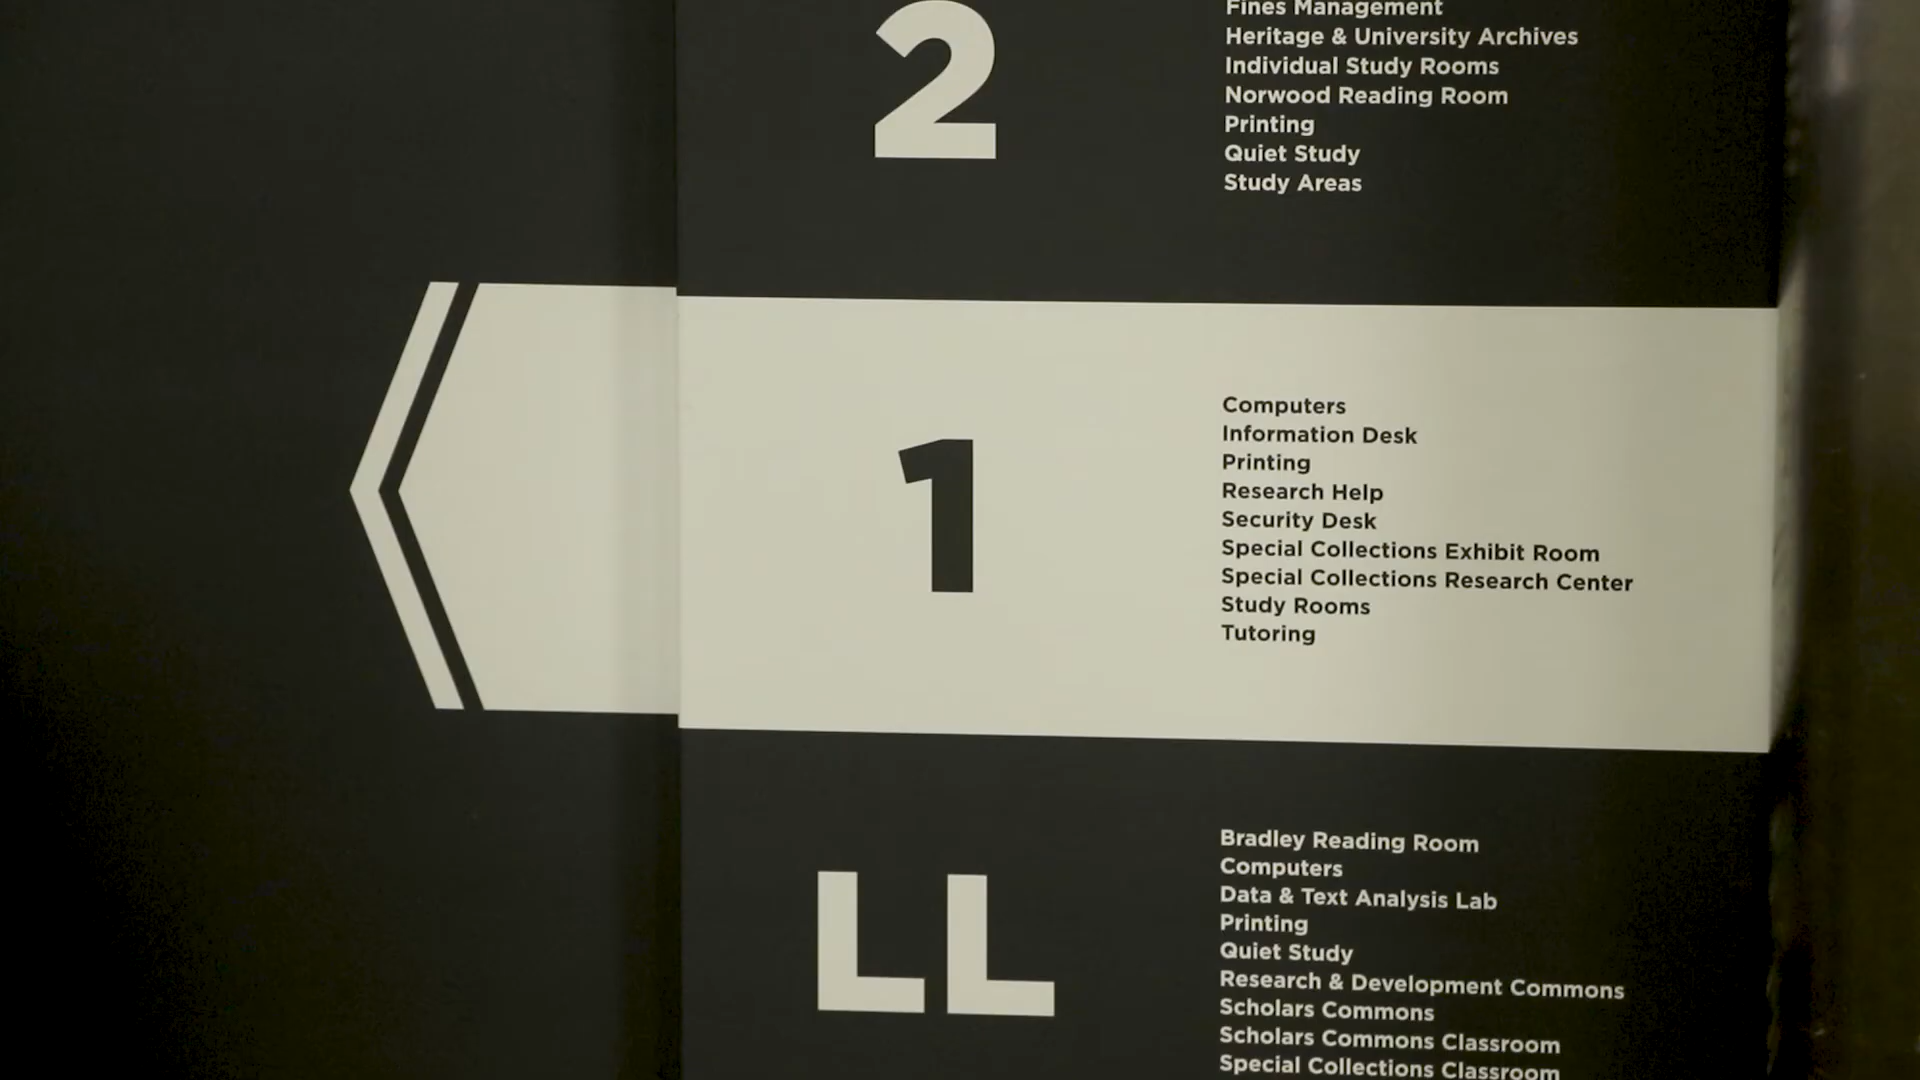 2
Fines Management
Heritage & University Archives
Individual Study Rooms
Norwood Reading Room
Printing
Quiet Study
Study Areas
1
Computers
Information Desk
Printing
Research Help
Security Desk
Special Collections Exhibit Room
Special Collections Research Center
Study Rooms
Tutoring
LL
Bradley Reading Room
Computers
Data & Text Analysis Lab
Printing
Quiet Study
Research & Development Commons
Scholars Commons
Scholars Commons Classroom
Special Collections Classroom